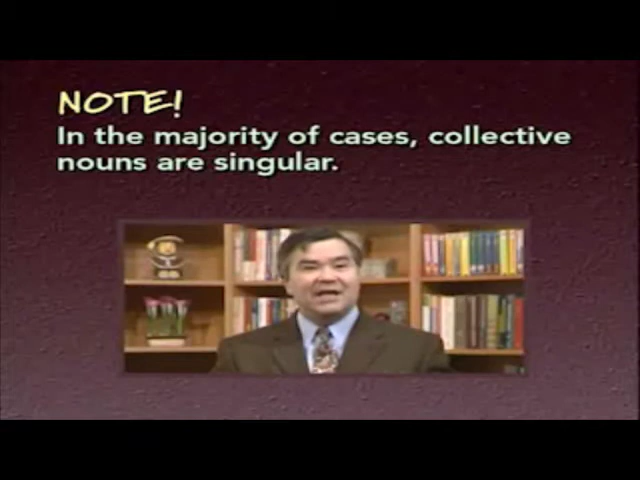 NOTE!
In the majority of cases, collective
nouns are singular.